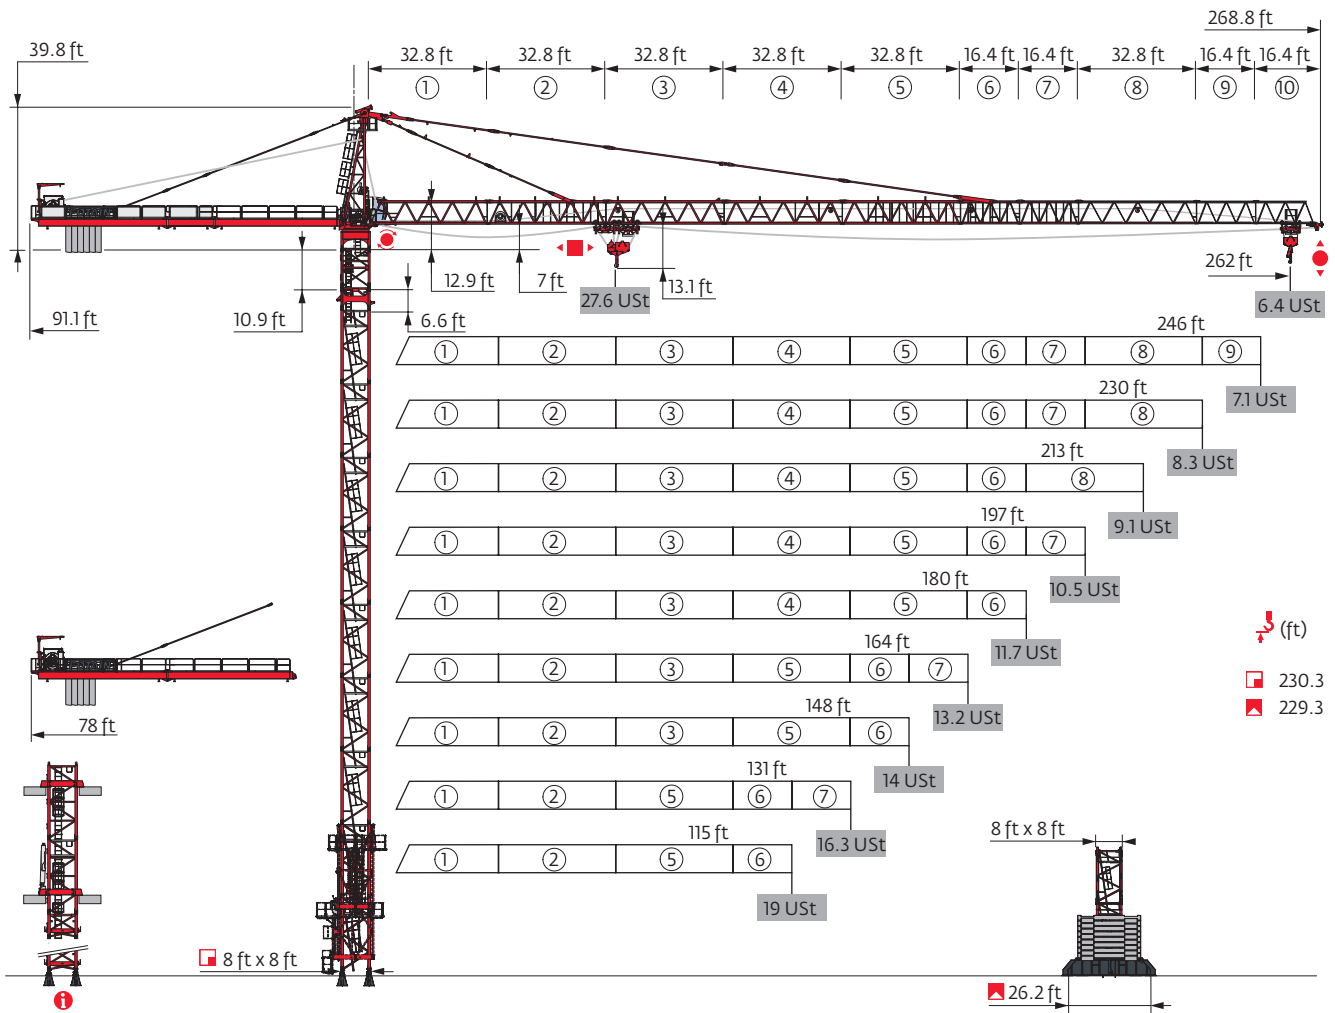 268.8 ft
39.8 ft
32.8 ft 32.8 ft 32.8 ft 32.8 ft 32.8 ft 16.4 ft 16.4 ft 32.8 ft 16.4 ft 16.4 ft
① ② ③ ④ ⑤ ⑥ ⑦ ⑧ ⑨ ⑩
12.9 ft 7 ft 13.1 ft 262 ft
27.6 USt 6.4 USt
91.1 ft 10.9 ft 6.6 ft
246 ft
① ② ③ ④ ⑤ ⑥ ⑦ ⑧ ⑨
7.1 USt
230 ft
① ② ③ ④ ⑤ ⑥ ⑦ ⑧
8.3 USt
213 ft
① ② ③ ④ ⑤ ⑥ ⑧
9.1 USt
197 ft
① ② ③ ④ ⑤ ⑥ ⑦
10.5 USt
180 ft
① ② ③ ④ ⑤ ⑥
11.7 USt
(ft)
230.3
229.3
164 ft
① ② ③ ⑤ ⑥ ⑦
13.2 USt
78 ft
148 ft
① ② ③ ⑤ ⑥
14 USt
131 ft
① ② ⑤ ⑥ ⑦
16.3 USt
115 ft
① ② ⑤ ⑥
19 USt
8 ft x 8 ft
8 ft x 8 ft
26.2 ft
i